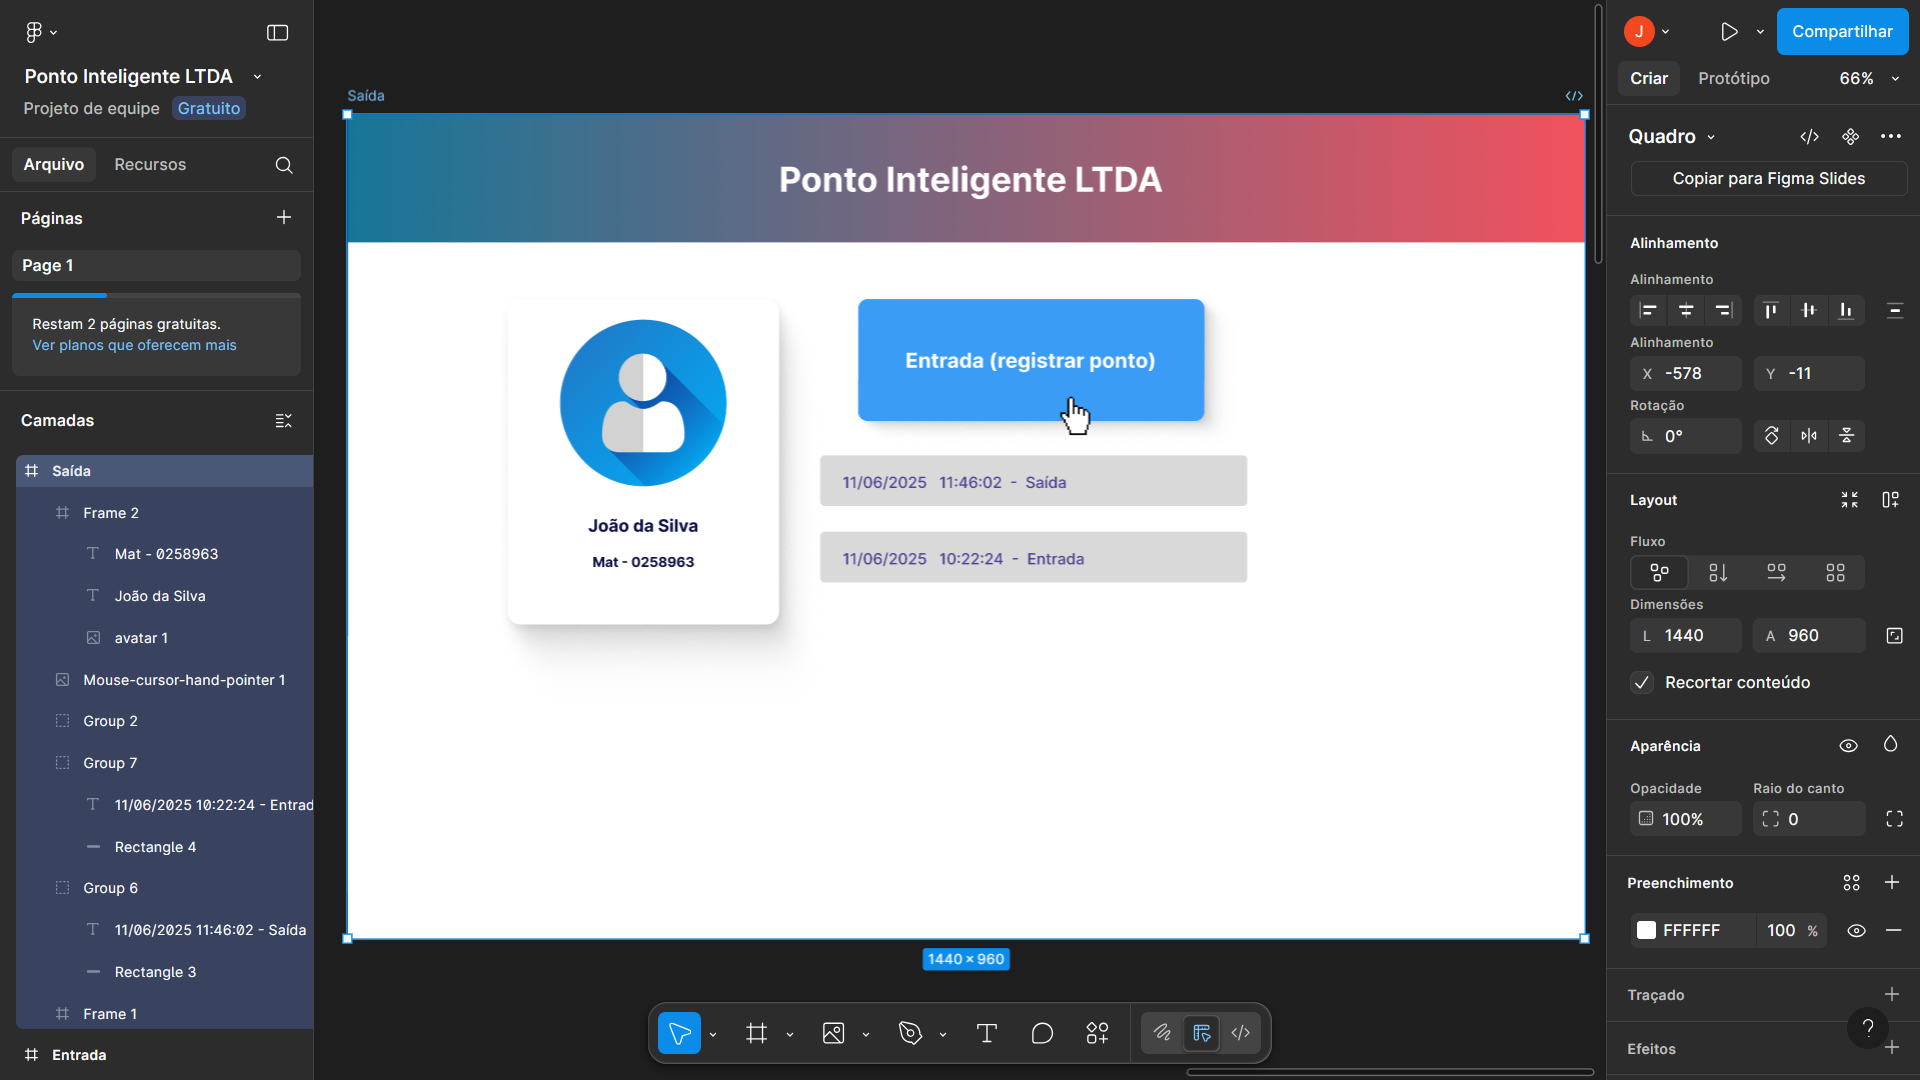 Ponto Inteligente LTDA
Projeto de equipe Gratuito
Arquivo Recursos
Páginas
Page 1
Restam 2 páginas gratuitas.
Ver planos que oferecem mais
Camadas
Saída
Frame 2
Mat - 0258963
João da Silva
avatar 1
Mouse-cursor-hand-pointer 1
Group 2
Group 7
11/06/2025 10:22:24 - Entrad
Rectangle 4
Group 6
11/06/2025 11:46:02 - Saída
Rectangle 3
Frame 1
Entrada
Saída
Ponto Inteligente LTDA
João da Silva
Mat - 0258963
Entrada (registrar ponto)
11/06/2025 11:46:02 - Saída
11/06/2025 10:22:24 - Entrada
1440 × 960
J
Compartilhar
Criar Protótipo 66%
Quadro
Copiar para Figma Slides
Alinhamento
Alinhamento
Alinhamento
X -578 Y -11
Rotação
0°
Layout
Fluxo
Dimensões
L 1440 A 960
Recortar conteúdo
Aparência
Opacidade Raio do canto
100% 0
Preenchimento
FFFFFF 100 %
Traçado
?
Efeitos